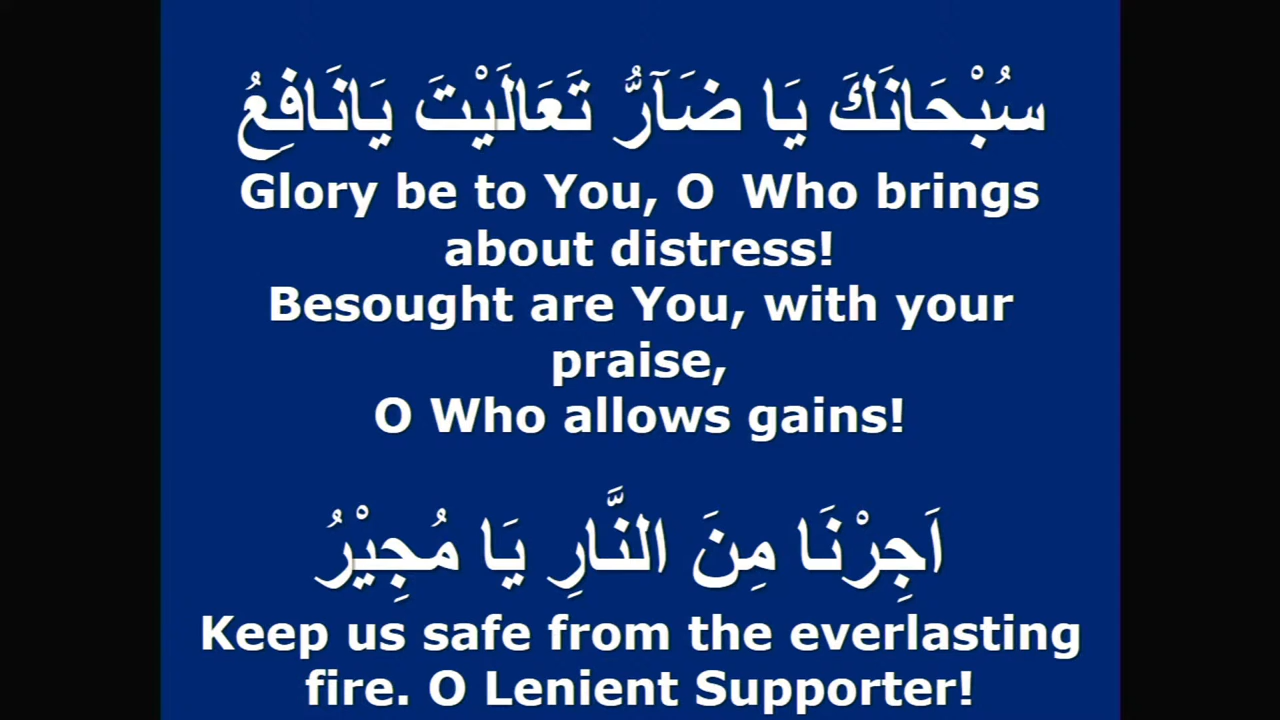 سُبْحَانَكَ يَا ضَآرُّ تَعَالَيْتَ يَانَافِعُ
Glory be to You, O Who brings
about distress!
Besought are You, with your
praise,
O Who allows gains!
اَجِرْنَا مِنَ النَّارِ يَا مُجِيْرُ
Keep us safe from the everlasting
fire. O Lenient Supporter!